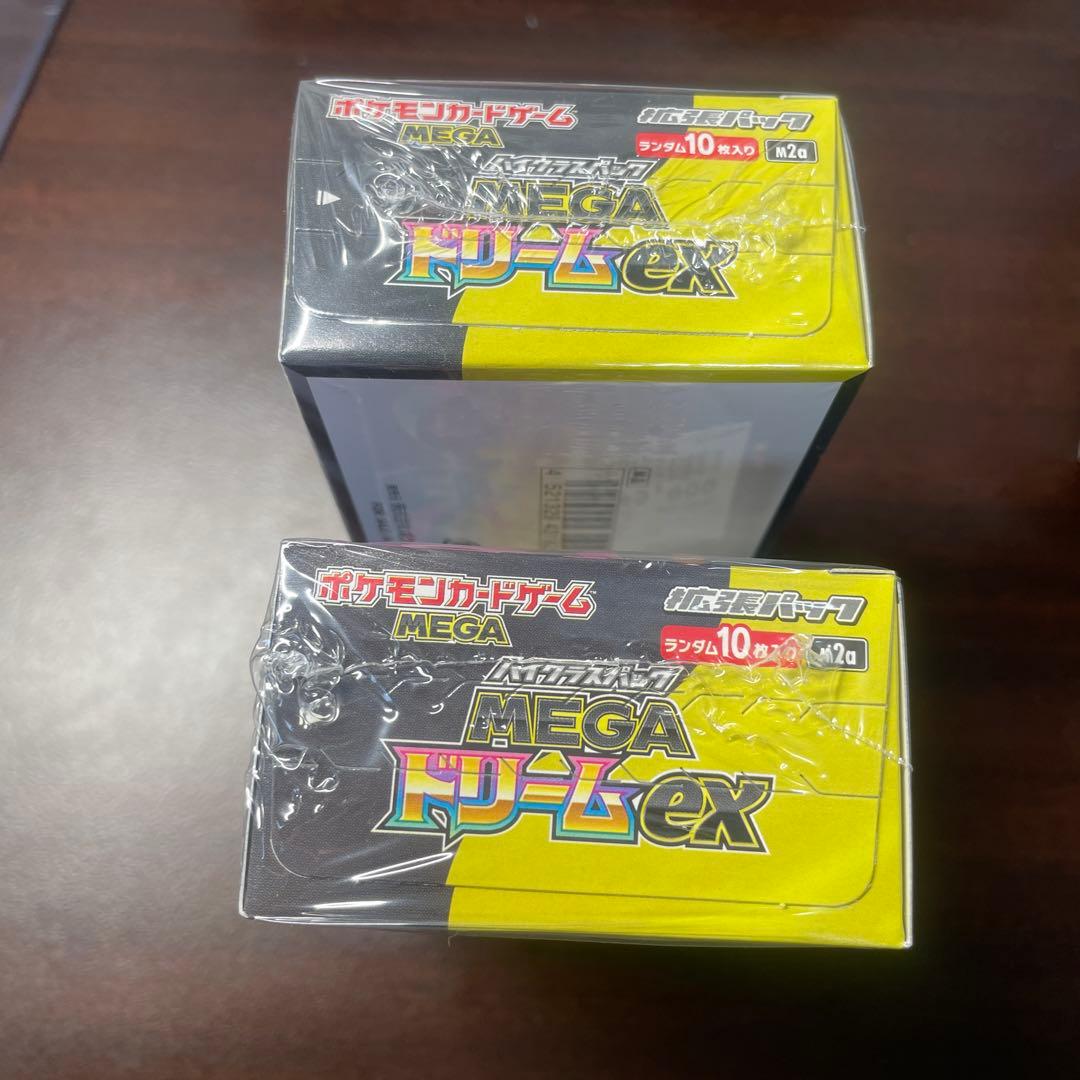 ポケモンカードゲーム
MEGA
拡張パック
ランダム10枚入り
M2a
ハイクラスパック
MEGA
ドリームex
ポケモンカードゲーム
MEGA
拡張パック
ランダム10枚入り
M2a
ハイクラスパック
MEGA
ドリームex